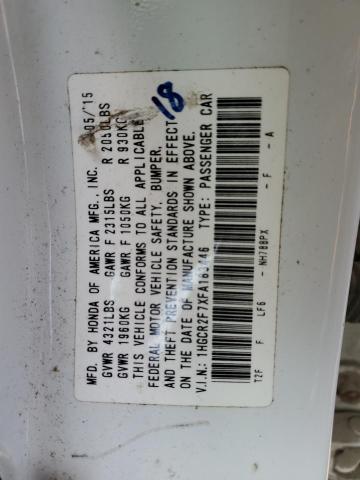 MFD. BY HONDA OF AMERICA MFG., INC. 05/'15
GVWR 4321LBS GAWR F 2315LBS R 2050LBS
GVWR 1960KG GAWR F 1050KG R 930KG
THIS VEHICLE CONFORMS TO ALL APPLICABLE
FEDERAL MOTOR VEHICLE SAFETY, BUMPER,
AND THEFT PREVENTION STANDARDS IN EFFECT
ON THE DATE OF MANUFACTURE SHOWN ABOVE.
V.I.N.: TYPE: PASSENGER CAR
TZF F LF6 - NH788PX - F - A
18